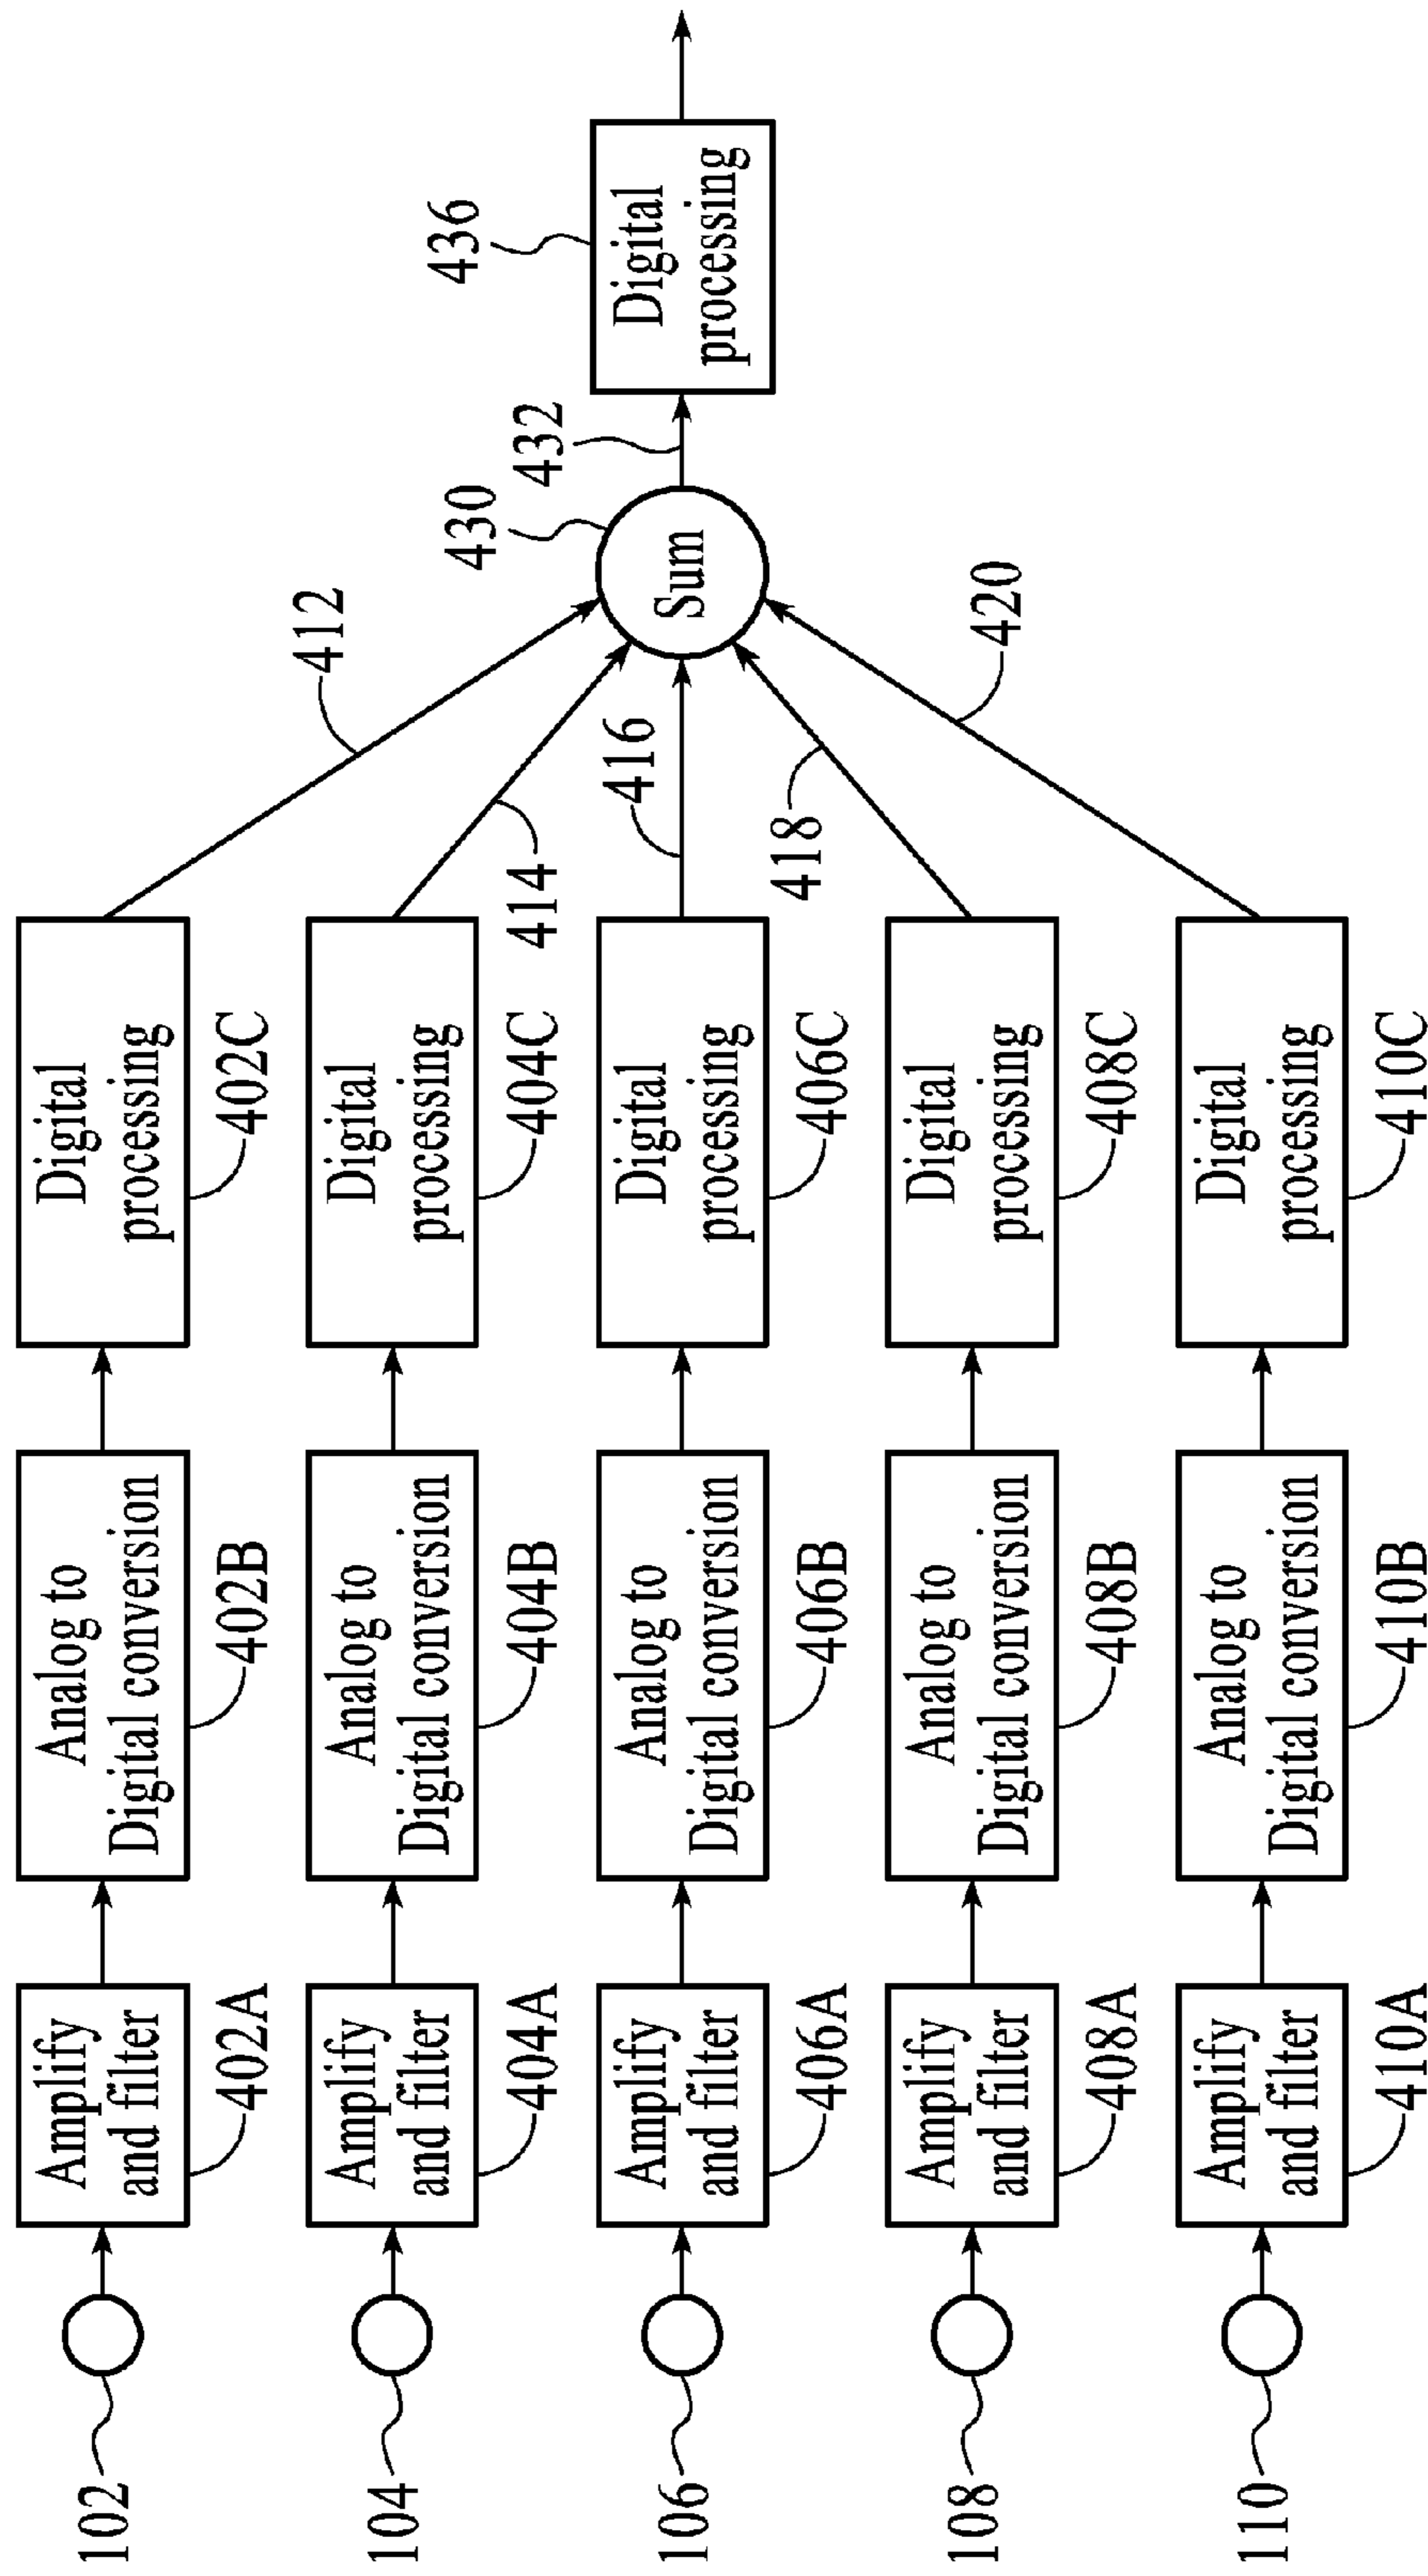 102
Amplify
and filter
402A
Analog to
Digital conversion
402B
Digital
processing
402C
412
104
Amplify
and filter
404A
Analog to
Digital conversion
404B
Digital
processing
404C
414
106
Amplify
and filter
406A
Analog to
Digital conversion
406B
Digital
processing
406C
416
108
Amplify
and filter
408A
Analog to
Digital conversion
408B
Digital
processing
408C
418
110
Amplify
and filter
410A
Analog to
Digital conversion
410B
Digital
processing
410C
420
430
Sum
432
436
Digital
processing